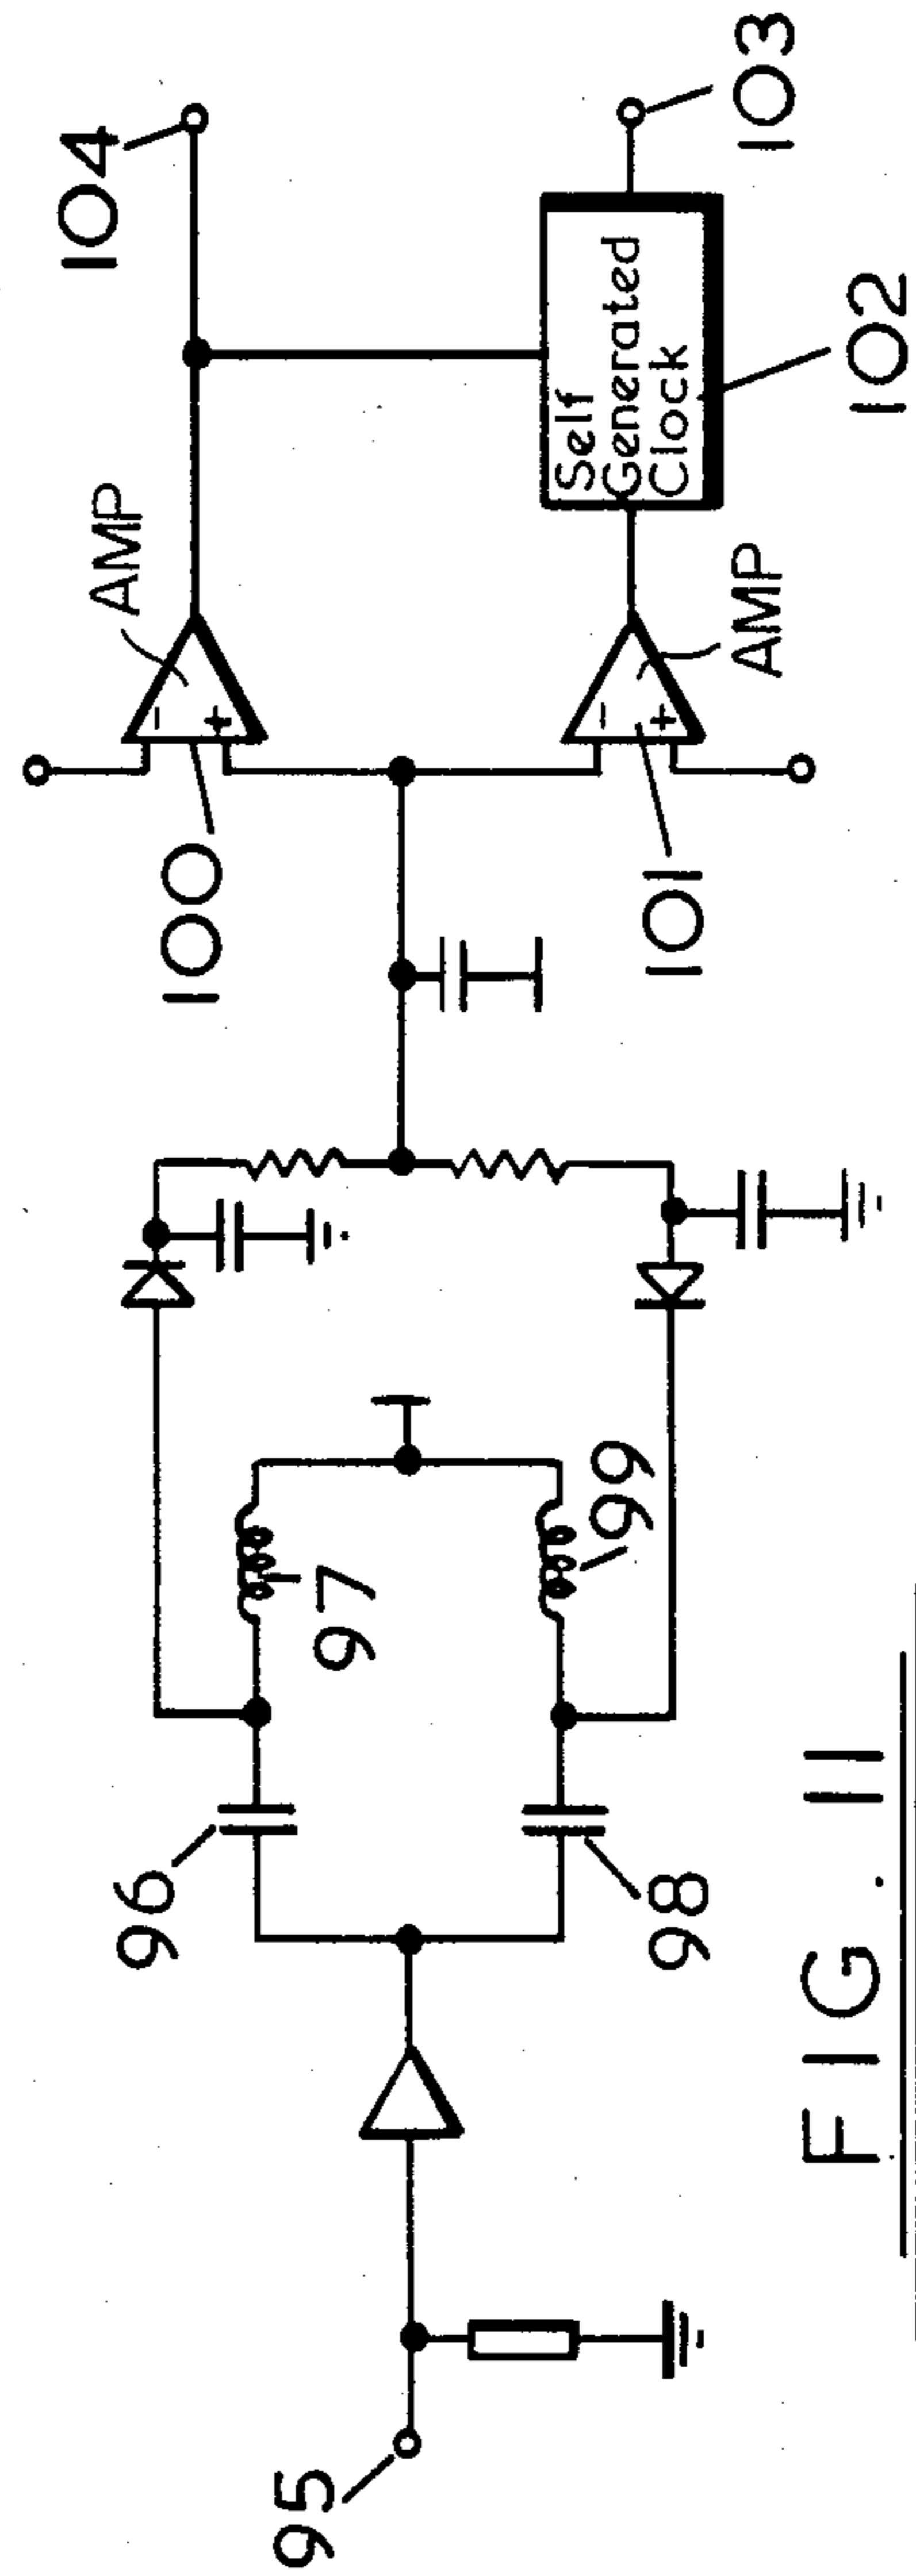 104
103
AMP
Self
Generated
Clock
102
-
+
100
AMP
-
+
101
97
99
96
98
95
FIG. 11